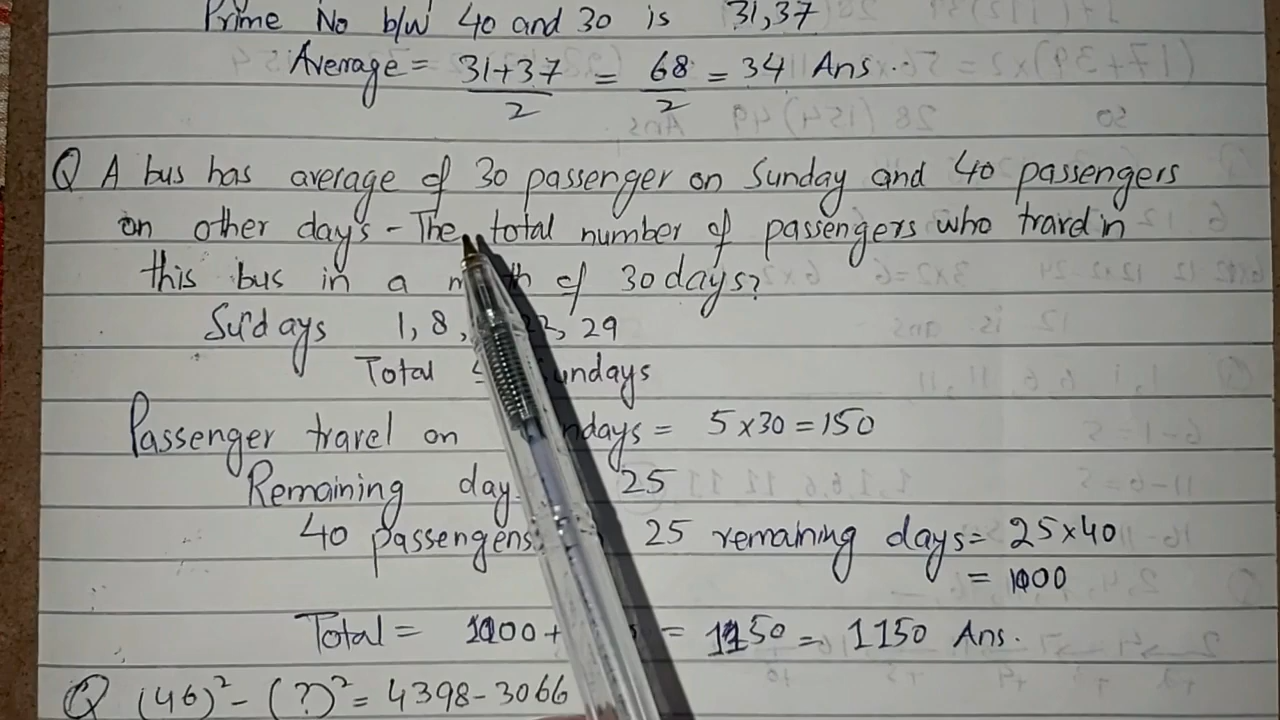 Prime No b/w 40 and 30 is 31,37
Average = 31+37/2 = 68/2 = 34 Ans.
Q A bus has average of 30 passenger on Sunday and 40 passengers
on other days - The total number of passengers who travel in
this bus in a of 30 days?
Sundays 1, 8, 29
Total Sundays
Passenger travel on = 5x30 = 150
Remaining 25
40 passengers 25 remaining days = 25x40
= 1000
Total = 1000 + = 1150 = 1150 Ans.
Q (46)² - (?)² = 4398-3066